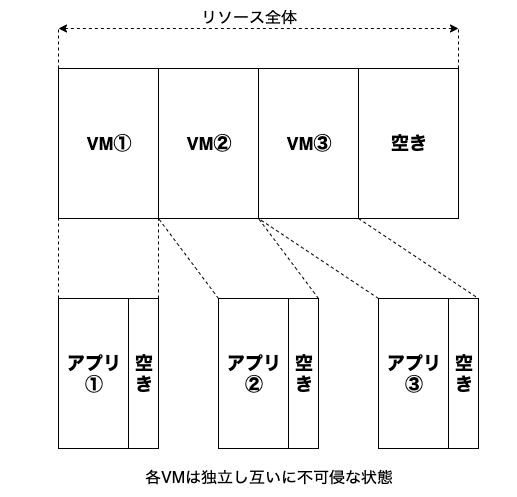 リソース全体
VM①
VM②
VM③
空き
アプリ
①
空
き
アプリ
②
空
き
アプリ
③
空
き
各VMは独立し互いに不可侵な状態